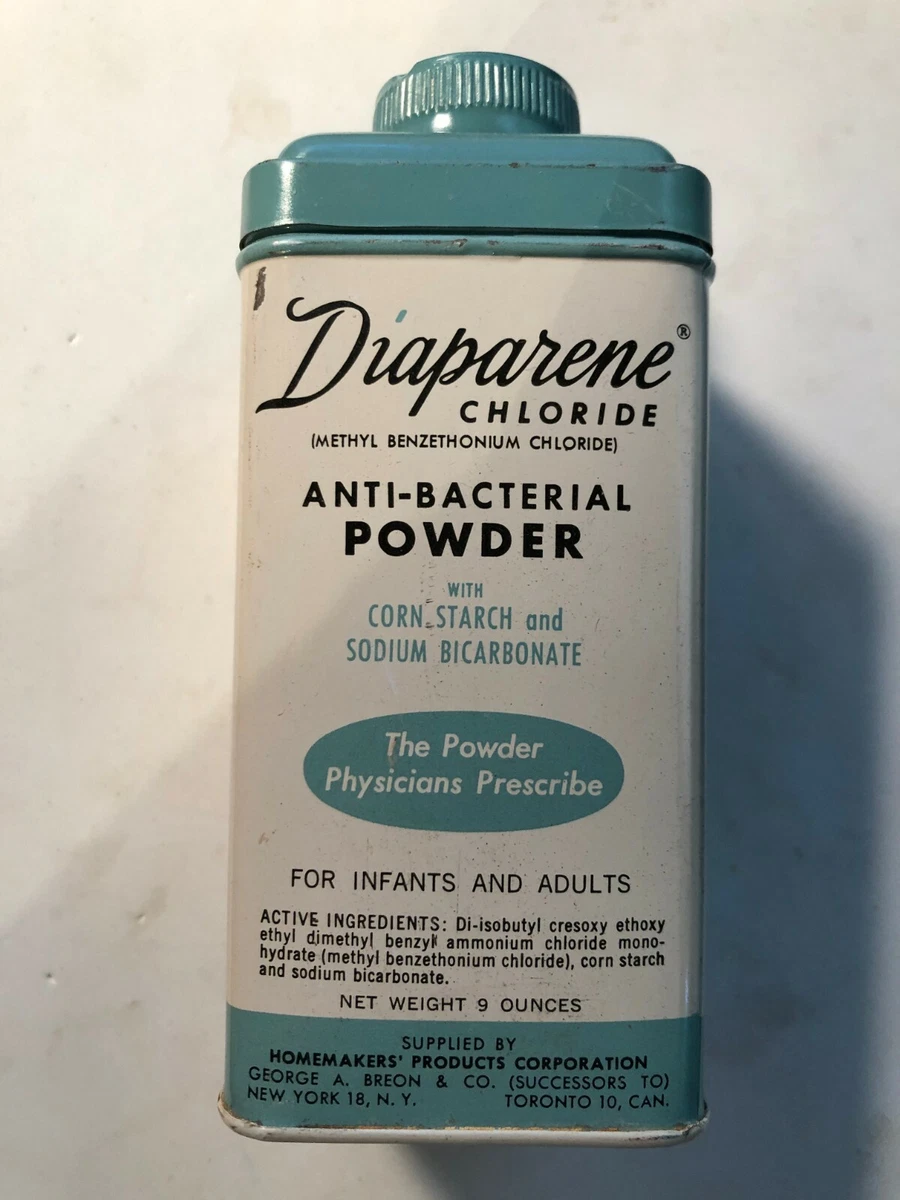 Diaparene®
CHLORIDE
(METHYL BENZETHONIUM CHLORIDE)
ANTI-BACTERIAL
POWDER
WITH
CORN STARCH and
SODIUM BICARBONATE
The Powder
Physicians Prescribe
FOR INFANTS AND ADULTS
ACTIVE INGREDIENTS: Di-isobutyl cresoxy ethoxy
ethyl dimethyl benzyl ammonium chloride mono-
hydrate (methyl benzethonium chloride), corn starch
and sodium bicarbonate.
NET WEIGHT 9 OUNCES
SUPPLIED BY
HOMEMAKERS' PRODUCTS CORPORATION
GEORGE A. BREON & CO. (SUCCESSORS TO)
NEW YORK 18, N. Y. TORONTO 10, CAN.